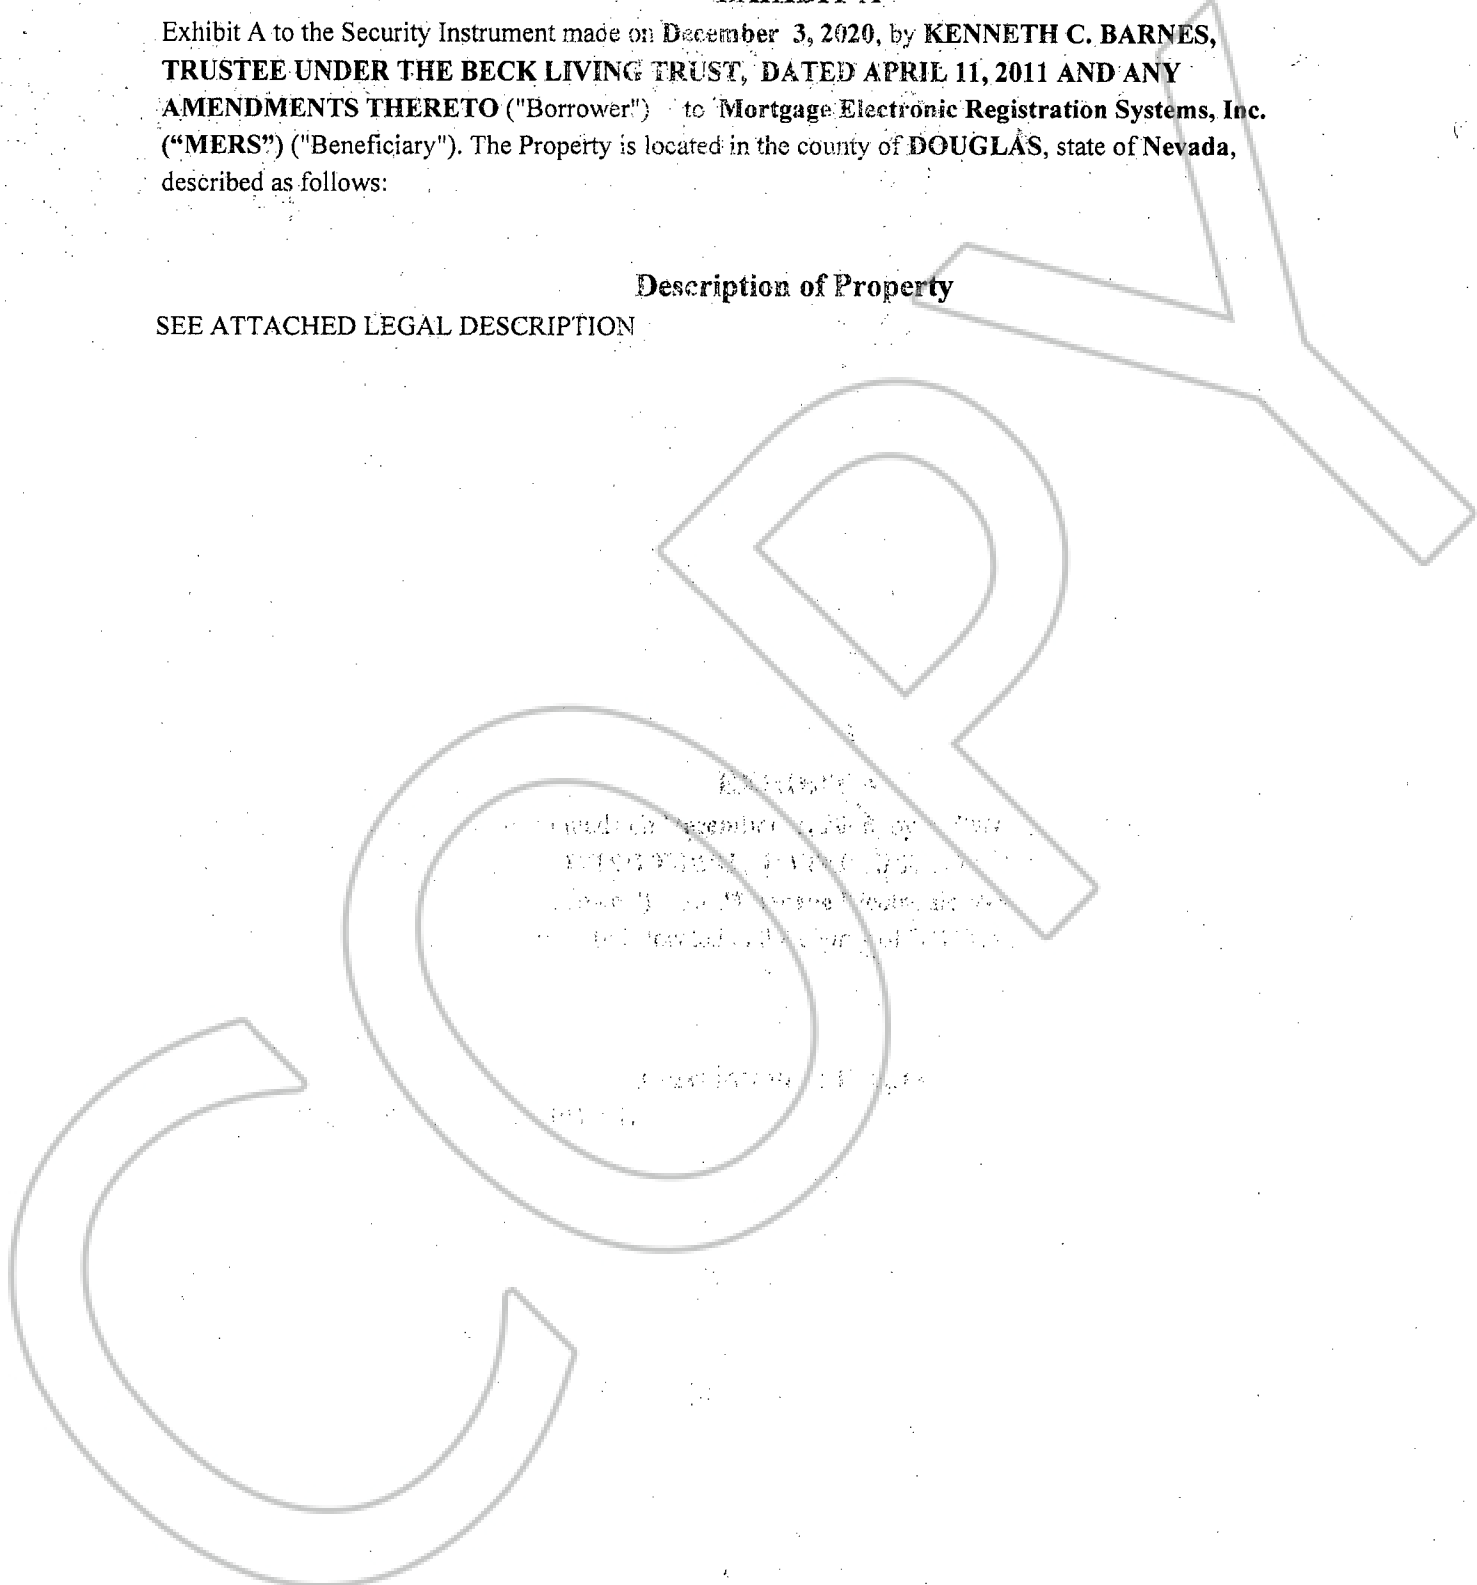 Exhibit A to the Security Instrument made on December 3, 2020, by KENNETH C. BARNES,
TRUSTEE UNDER THE BECK LIVING TRUST, DATED APRIL 11, 2011 AND ANY
AMENDMENTS THERETO ("Borrower") to Mortgage Electronic Registration Systems, Inc.
(“MERS”) ("Beneficiary"). The Property is located in the county of DOUGLAS, state of Nevada,
described as follows:
Description of Property
SEE ATTACHED LEGAL DESCRIPTION
COPY